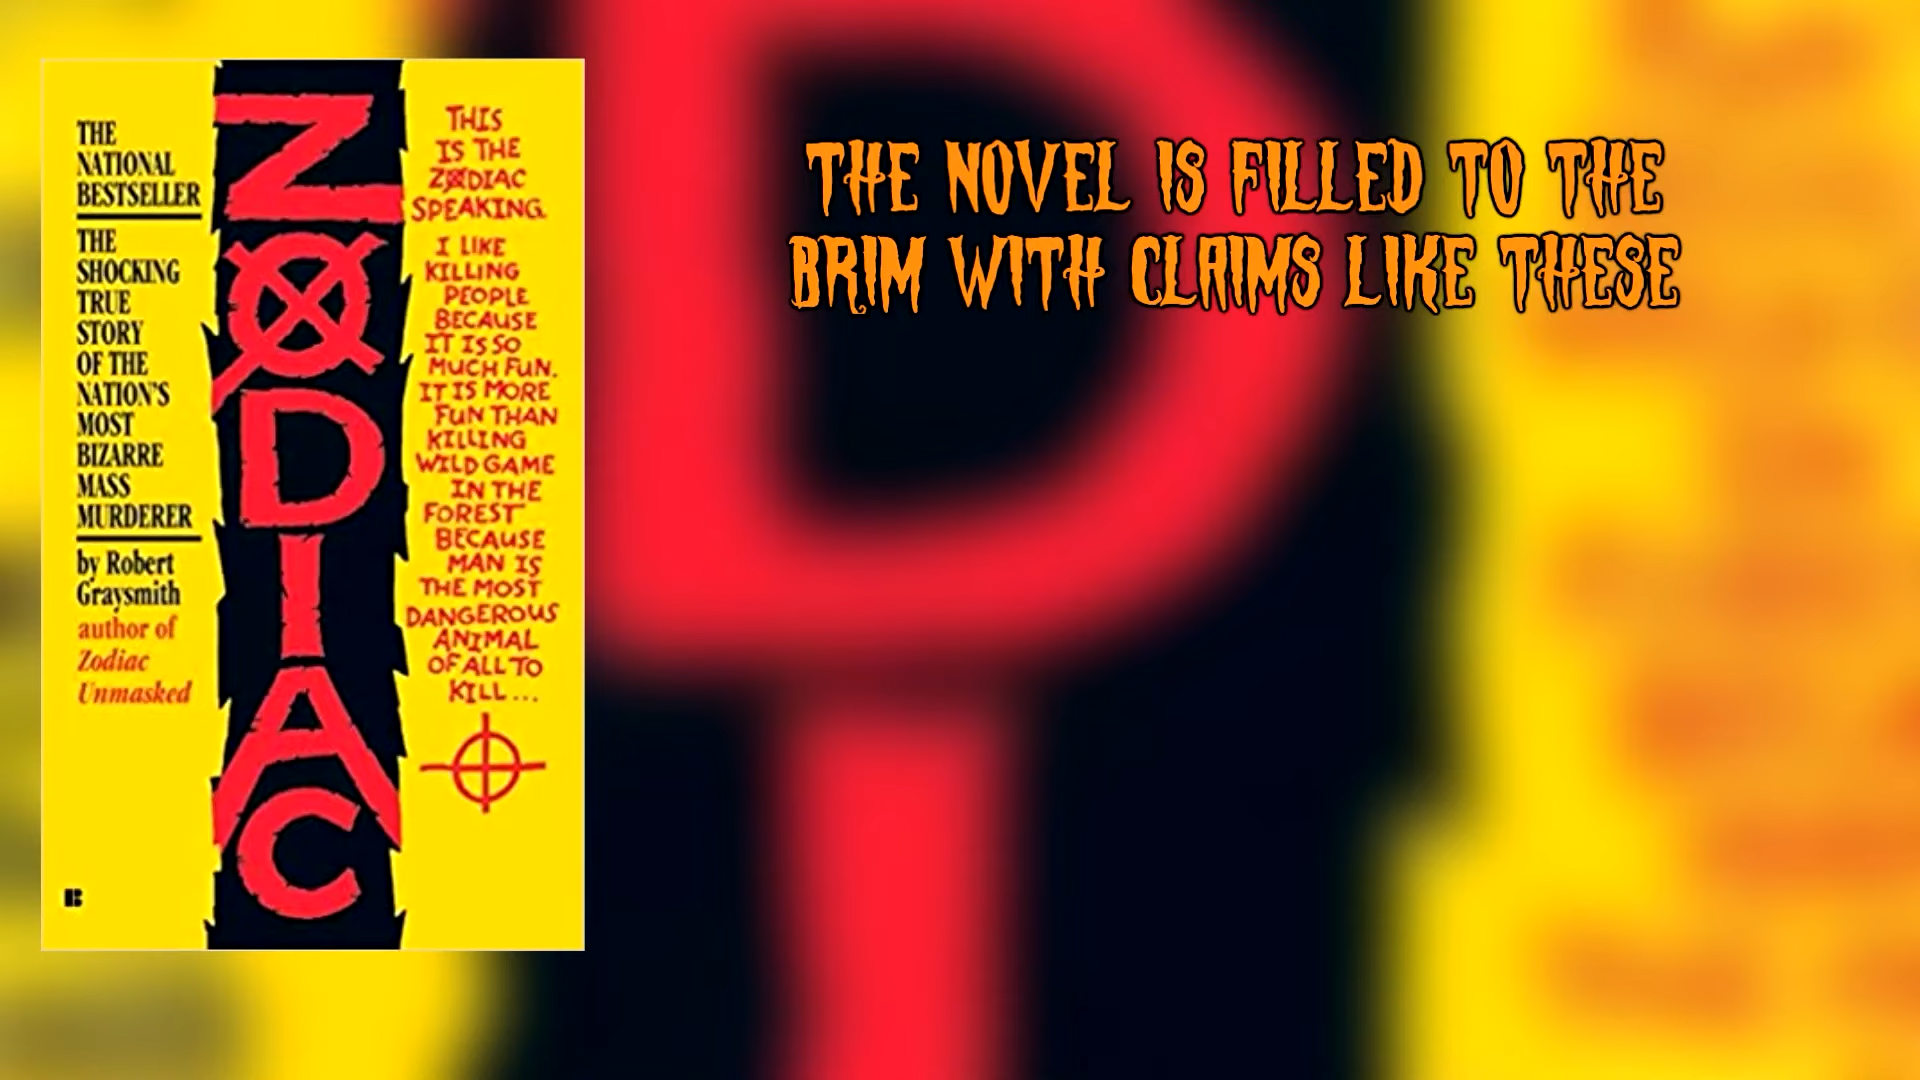 THE
NATIONAL
BESTSELLER
THE
SHOCKING
TRUE
STORY
OF THE
NATION'S
MOST
BIZARRE
MASS
MURDERER
by Robert
Graysmith
author of
Zodiac
Unmasked
B
ZØDIAC
THIS
IS THE
ZØDIAC
SPEAKING.
I LIKE
KILLING
PEOPLE
BECAUSE
IT IS SO
MUCH FUN.
IT IS MORE
FUN THAN
KILLING
WILD GAME
IN THE
FOREST
BECAUSE
MAN IS
THE MOST
DANGEROUS
ANIMAL
OF ALL TO
KILL...
THE NOVEL IS FILLED TO THE
BRIM WITH CLAIMS LIKE THESE